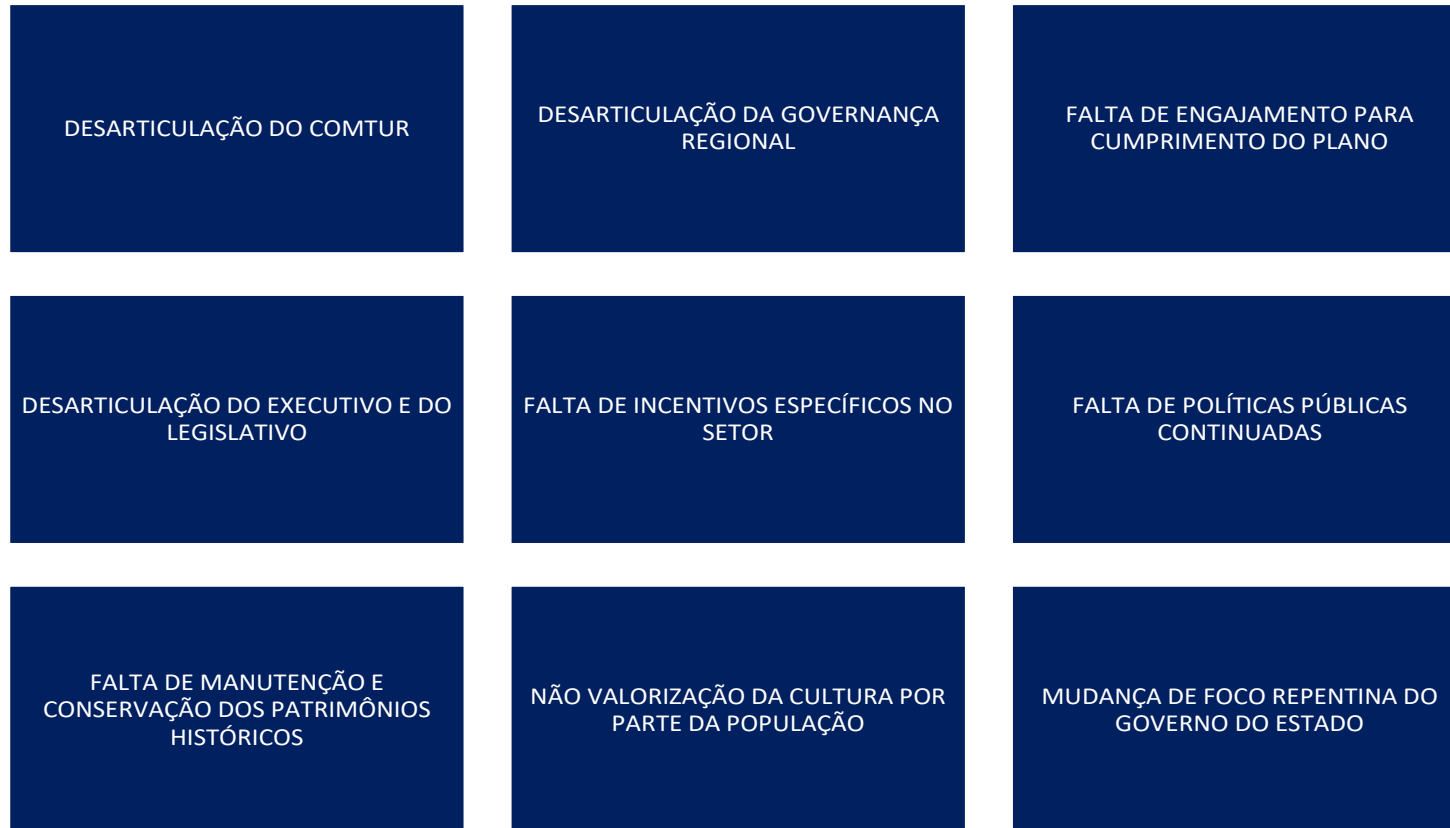 DESARTICULAÇÃO DO COMTUR
DESARTICULAÇÃO DA GOVERNANÇA
REGIONAL
FALTA DE ENGAJAMENTO PARA
CUMPRIMENTO DO PLANO
DESARTICULAÇÃO DO EXECUTIVO E DO
LEGISLATIVO
FALTA DE INCENTIVOS ESPECÍFICOS NO
SETOR
FALTA DE POLÍTICAS PÚBLICAS
CONTINUADAS
FALTA DE MANUTENÇÃO E
CONSERVAÇÃO DOS PATRIMÔNIOS
HISTÓRICOS
NÃO VALORIZAÇÃO DA CULTURA POR
PARTE DA POPULAÇÃO
MUDANÇA DE FOCO REPENTINA DO
GOVERNO DO ESTADO